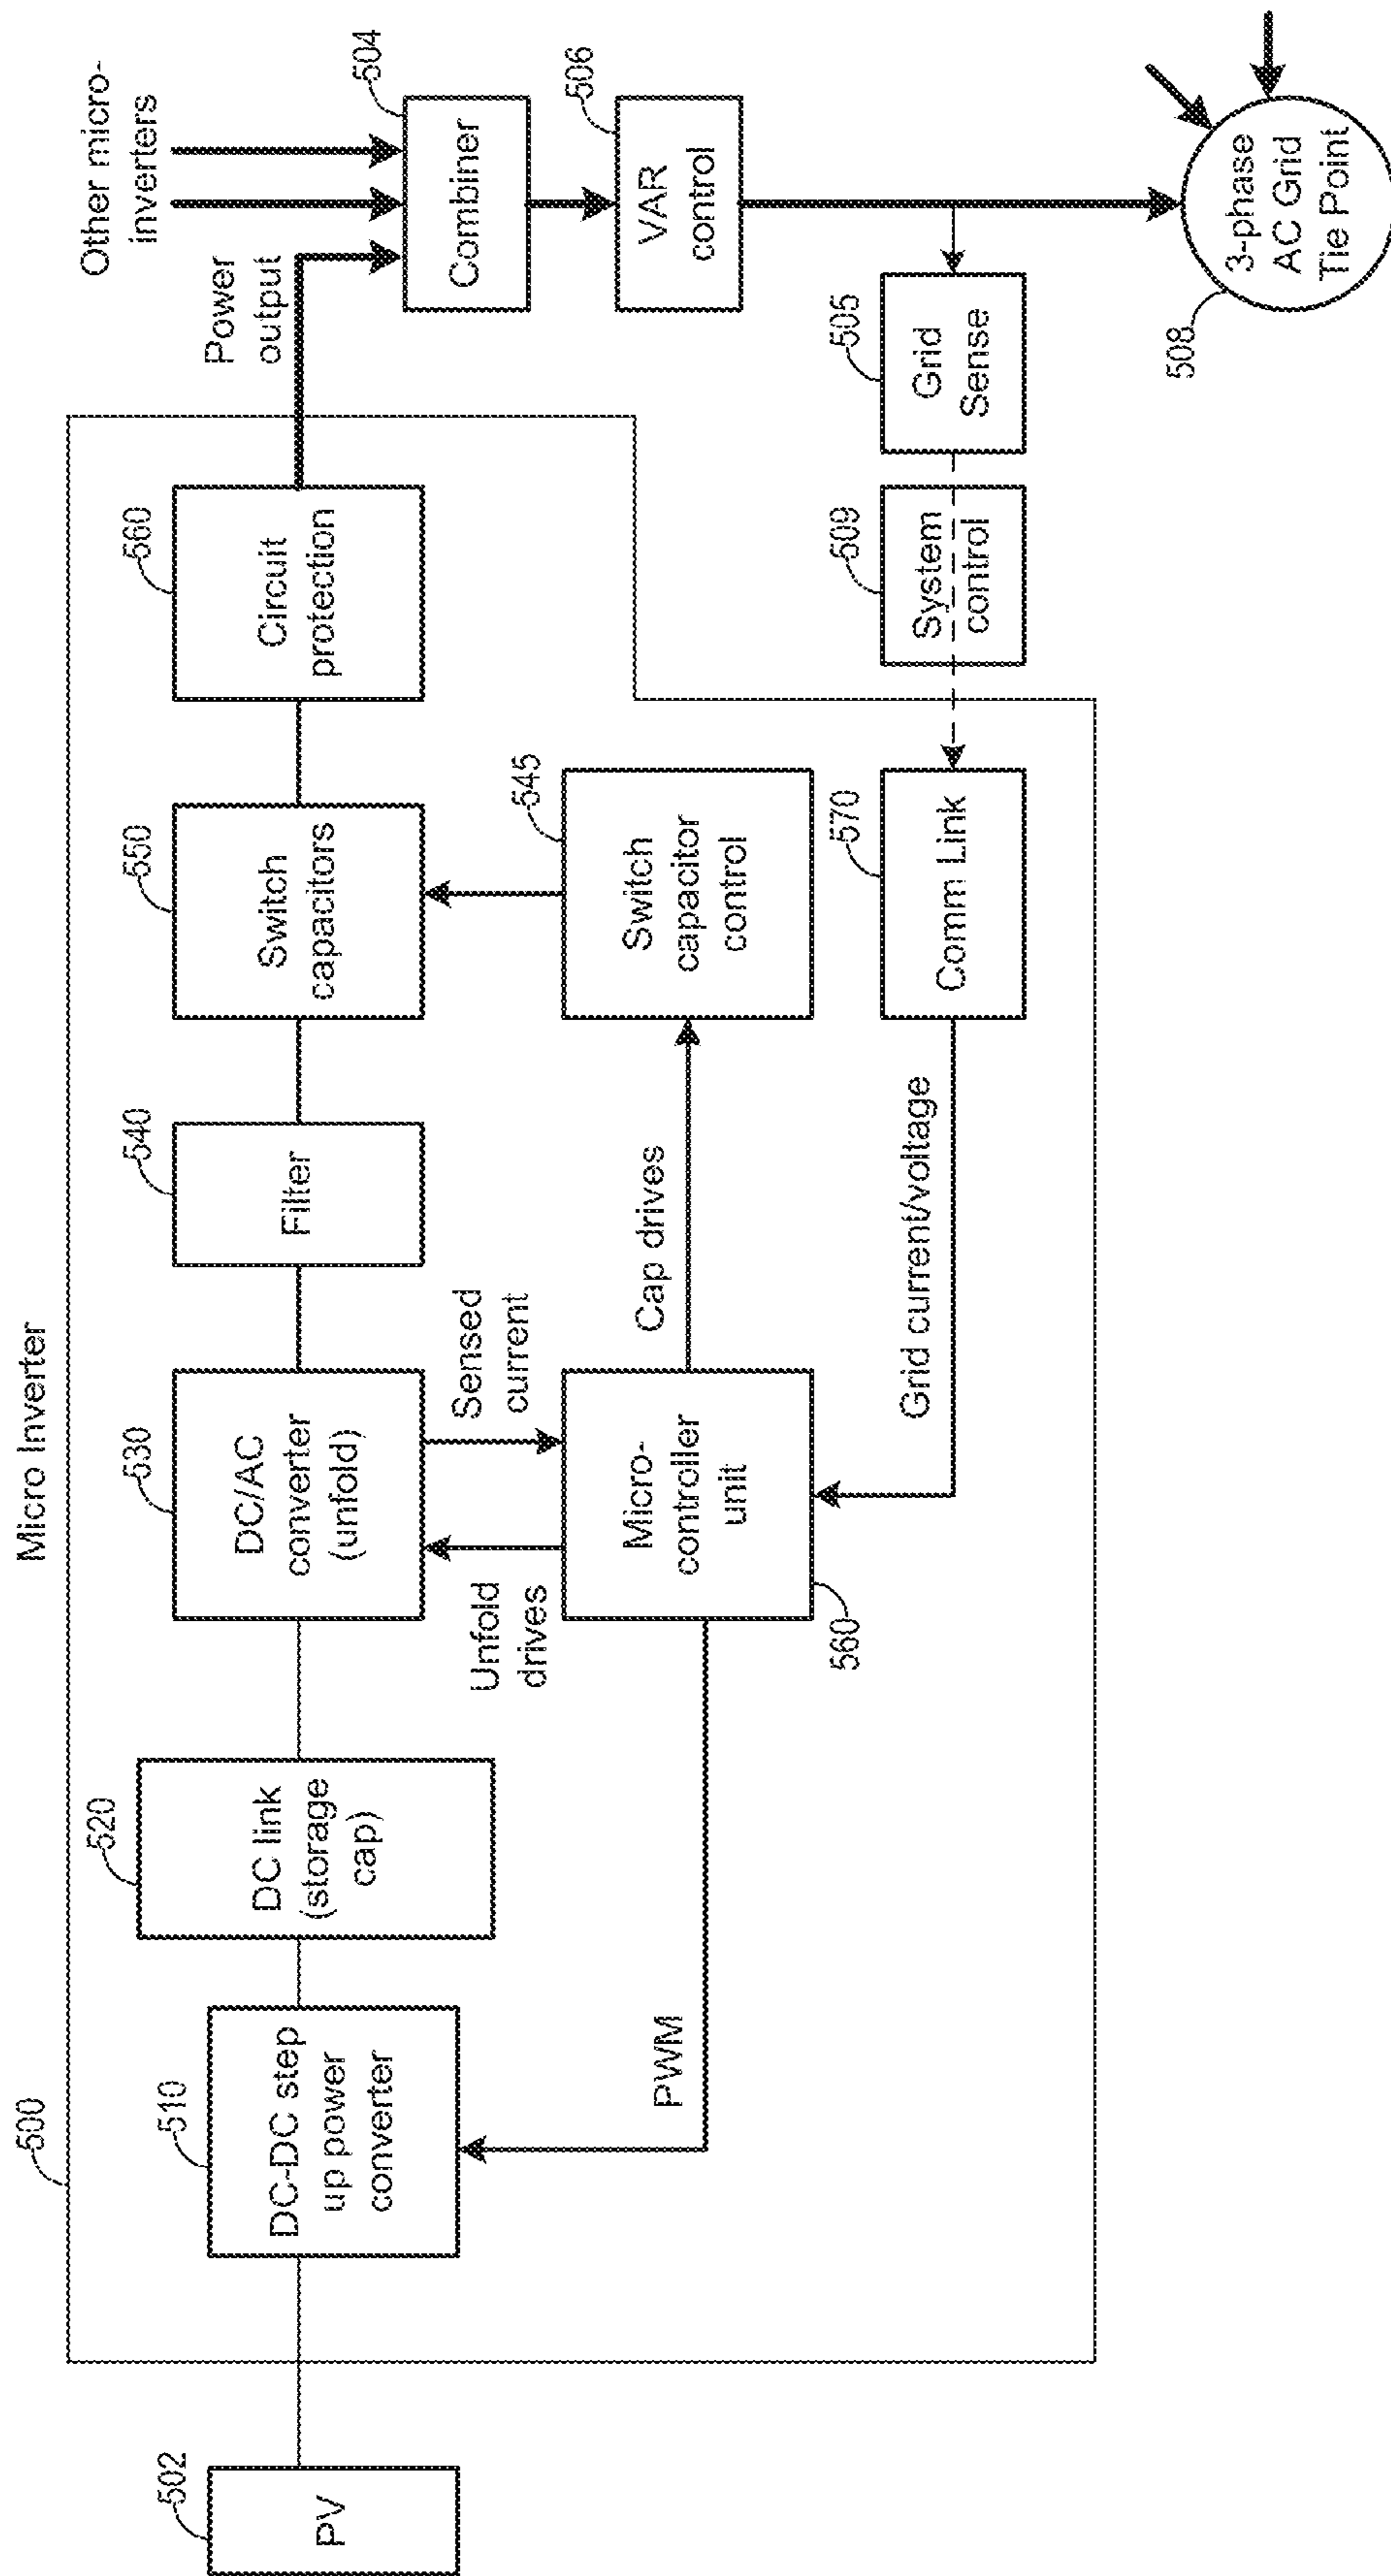 Micro Inverter
500
502
PV
510
DC-DC step
up power
converter
520
DC link
(storage
cap)
530
DC/AC
converter
(unfold)
540
Filter
550
Switch
capacitors
560
Circuit
protection
Power
output
Other micro-
inverters
504
Combiner
506
VAR
control
PWM
Unfold
drives
Sensed
current
Micro-
controller
unit
560
Cap drives
545
Switch
capacitor
control
Grid current/voltage
570
Comm Link
509
System
control
505
Grid
Sense
508
3-phase
AC Grid
Tie Point